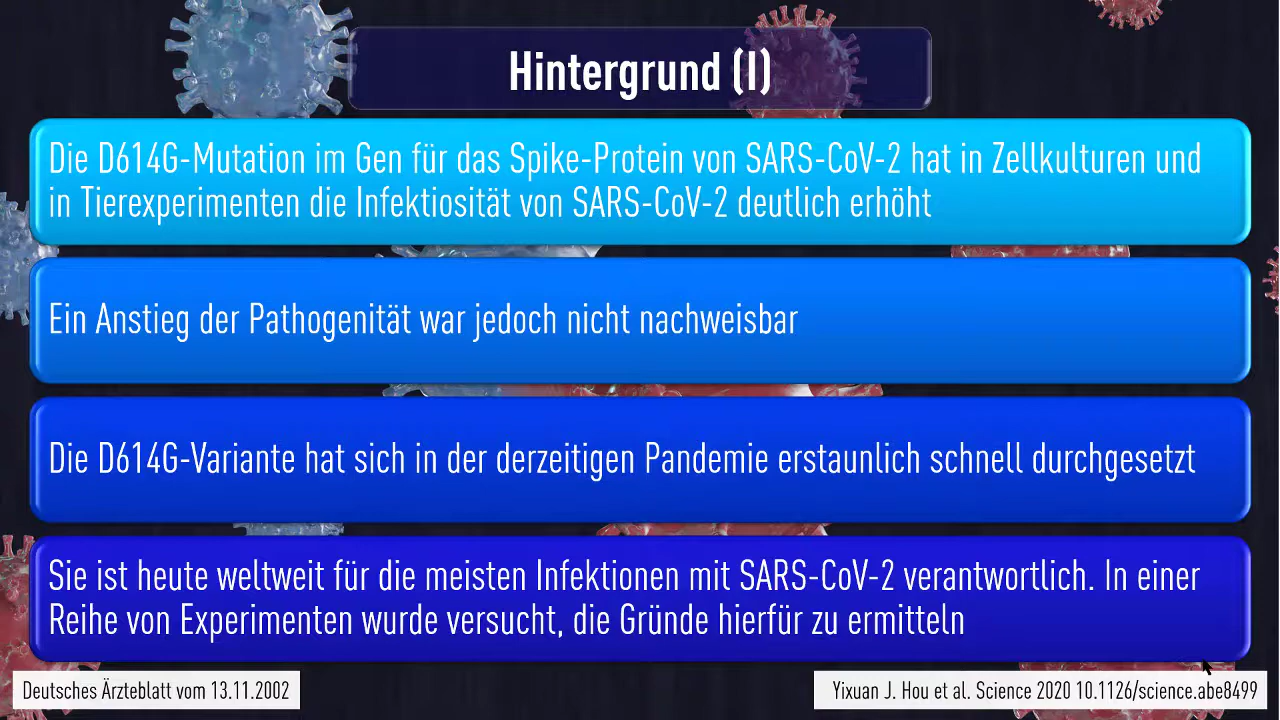 Hintergrund (I)
Die D614G-Mutation im Gen für das Spike-Protein von SARS-CoV-2 hat in Zellkulturen und
in Tierexperimenten die Infektiosität von SARS-CoV-2 deutlich erhöht
Ein Anstieg der Pathogenität war jedoch nicht nachweisbar
Die D614G-Variante hat sich in der derzeitigen Pandemie erstaunlich schnell durchgesetzt
Sie ist heute weltweit für die meisten Infektionen mit SARS-CoV-2 verantwortlich. In einer
Reihe von Experimenten wurde versucht, die Gründe hierfür zu ermitteln
Deutsches Ärzteblatt vom 13.11.2002
Yixuan J. Hou et al. Science 2020 10.1126/science.abe8499